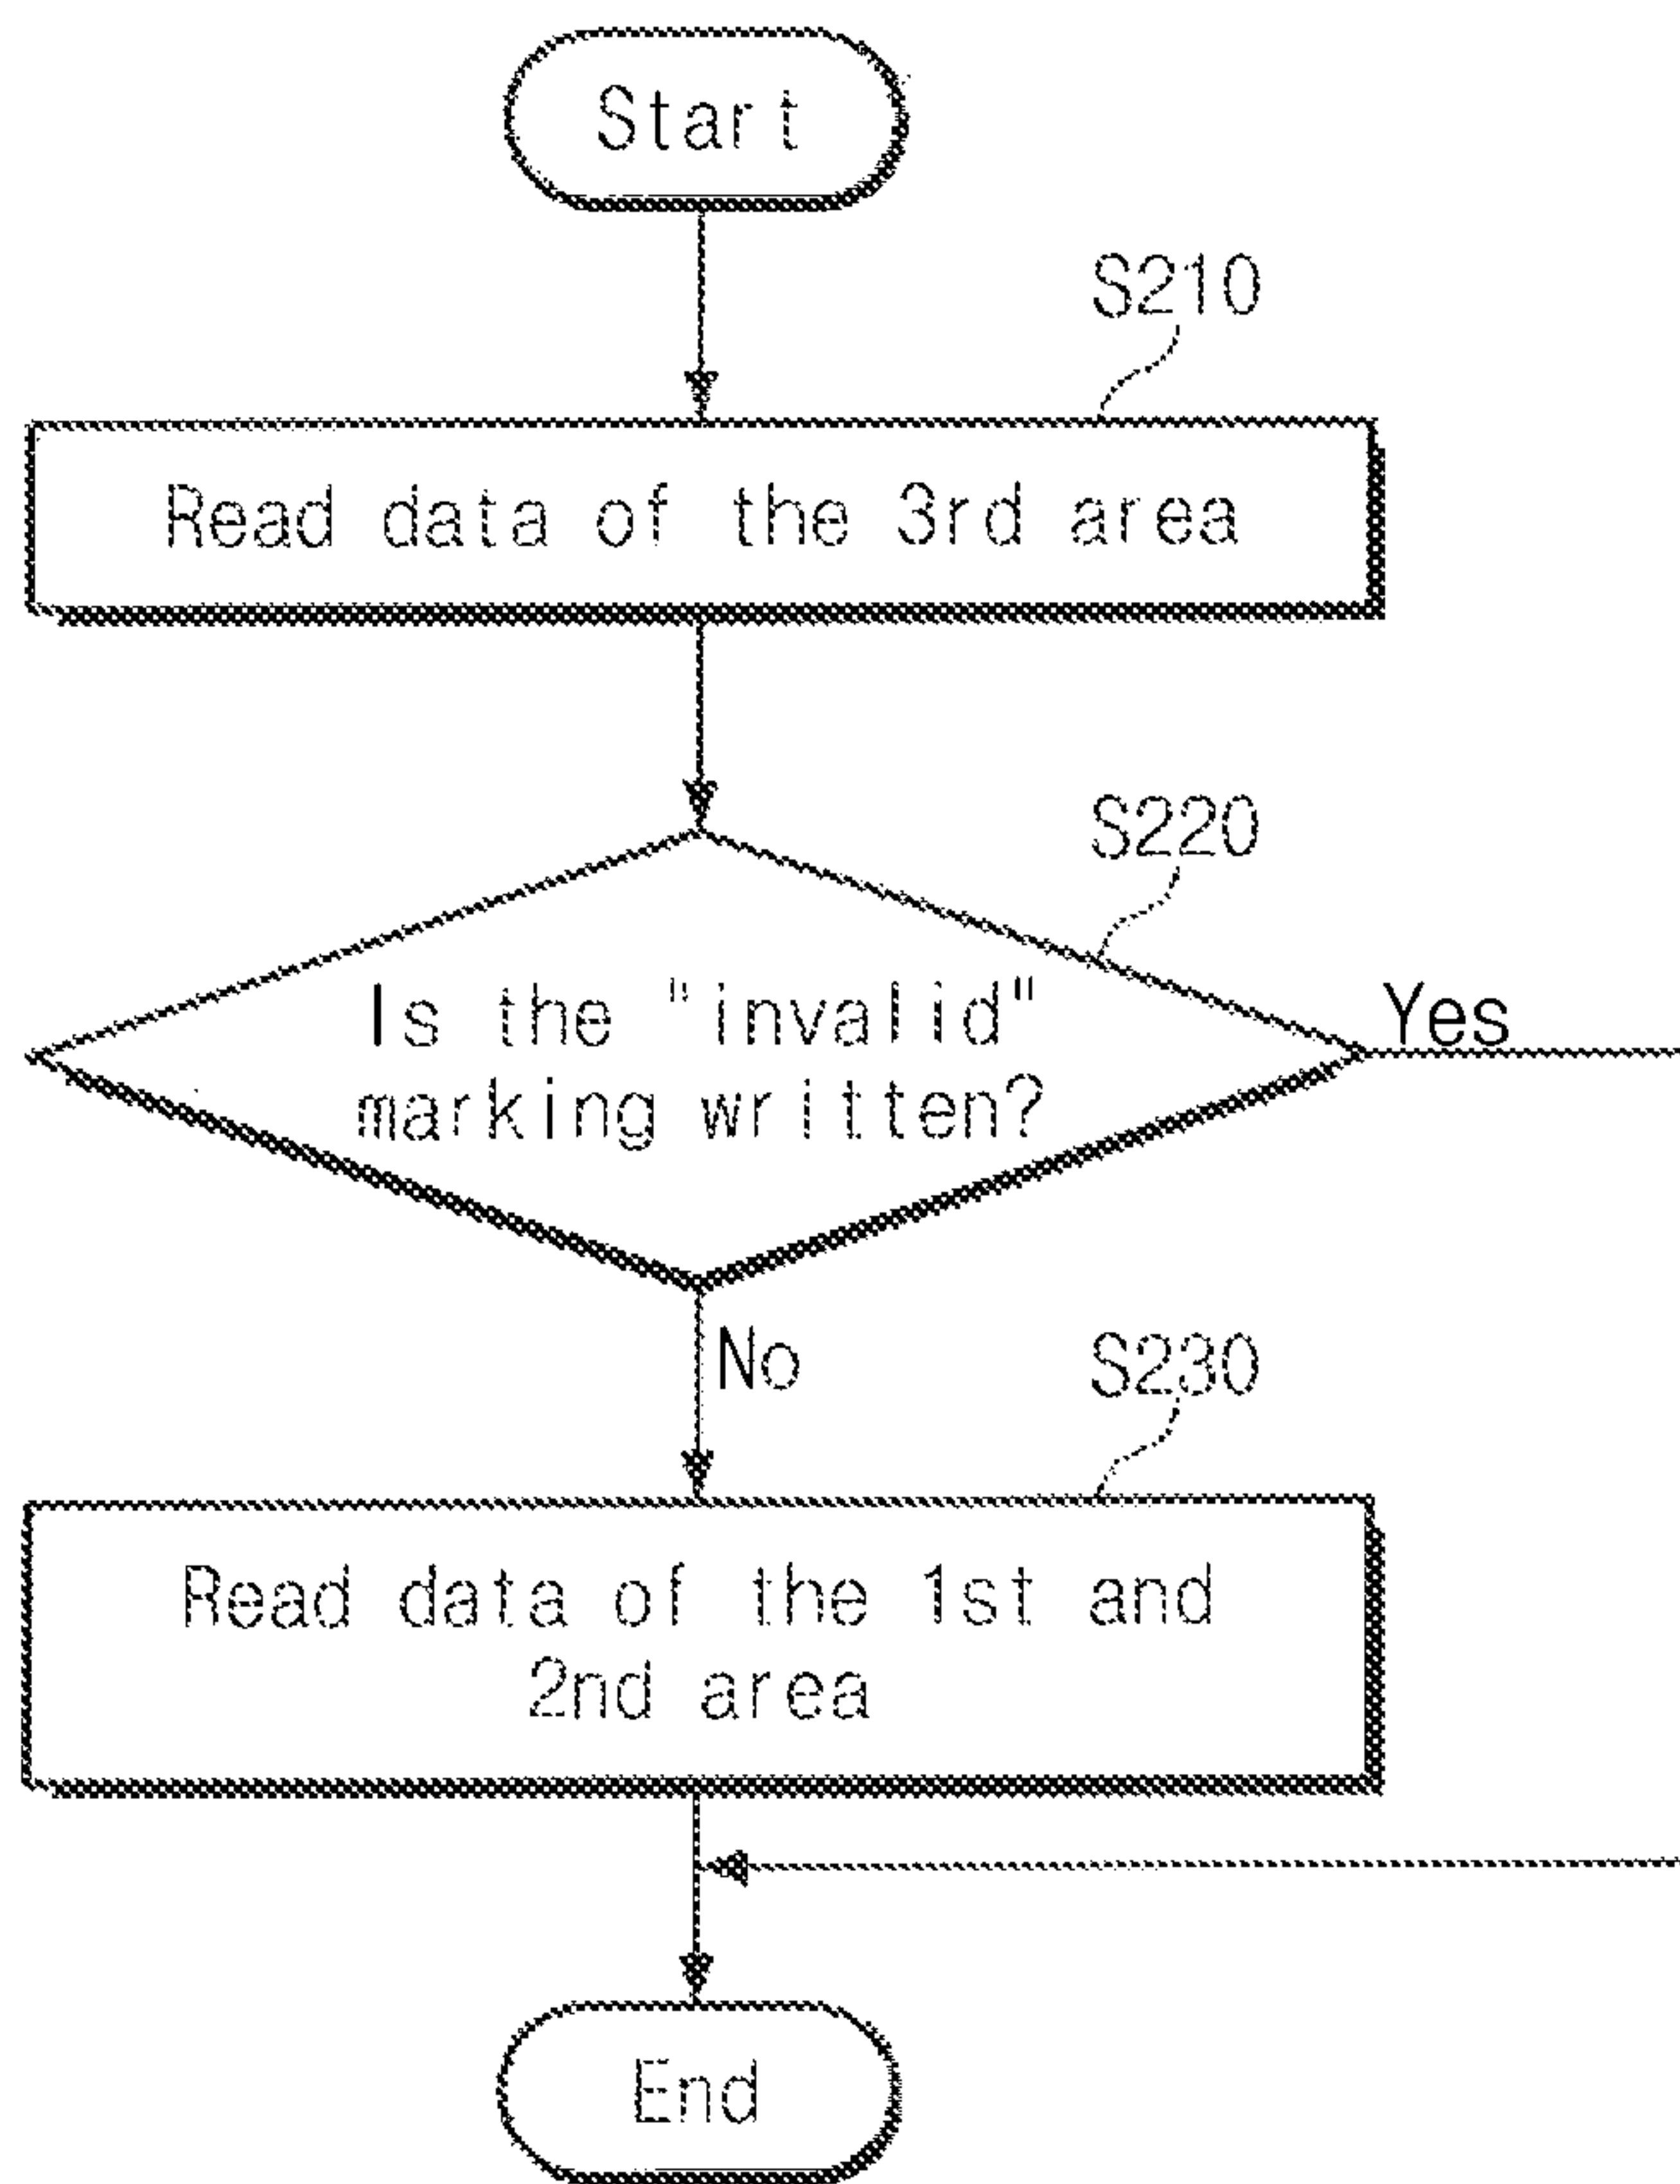 Start
S210
Read data of the 3rd area
S220
Is the "invalid"
marking written?
Yes
No
S230
Read data of the 1st and
2nd area
End